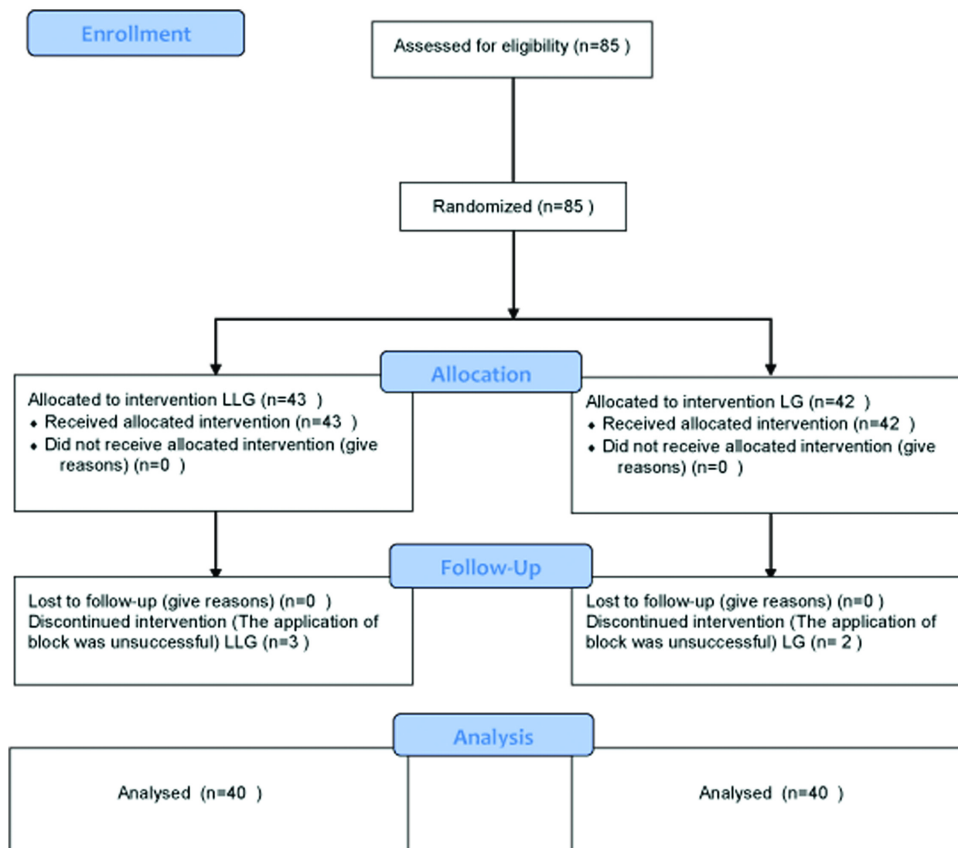 Enrollment
Assessed for eligibility (n=85 )
Randomized (n=85 )
Allocation
Allocated to intervention LLG (n=43 )
⬥ Received allocated intervention (n=43 )
⬥ Did not receive allocated intervention (give
reasons) (n=0 )
Allocated to intervention LG (n=42 )
⬥ Received allocated intervention (n=42 )
⬥ Did not receive allocated intervention (give
reasons) (n=0 )
Follow-Up
Lost to follow-up (give reasons) (n=0 )
Discontinued intervention (The application of
block was unsuccessful) LLG (n=3 )
Lost to follow-up (give reasons) (n=0 )
Discontinued intervention (The application of
block was unsuccessful) LG (n= 2 )
Analysis
Analysed (n=40 )
Analysed (n=40 )